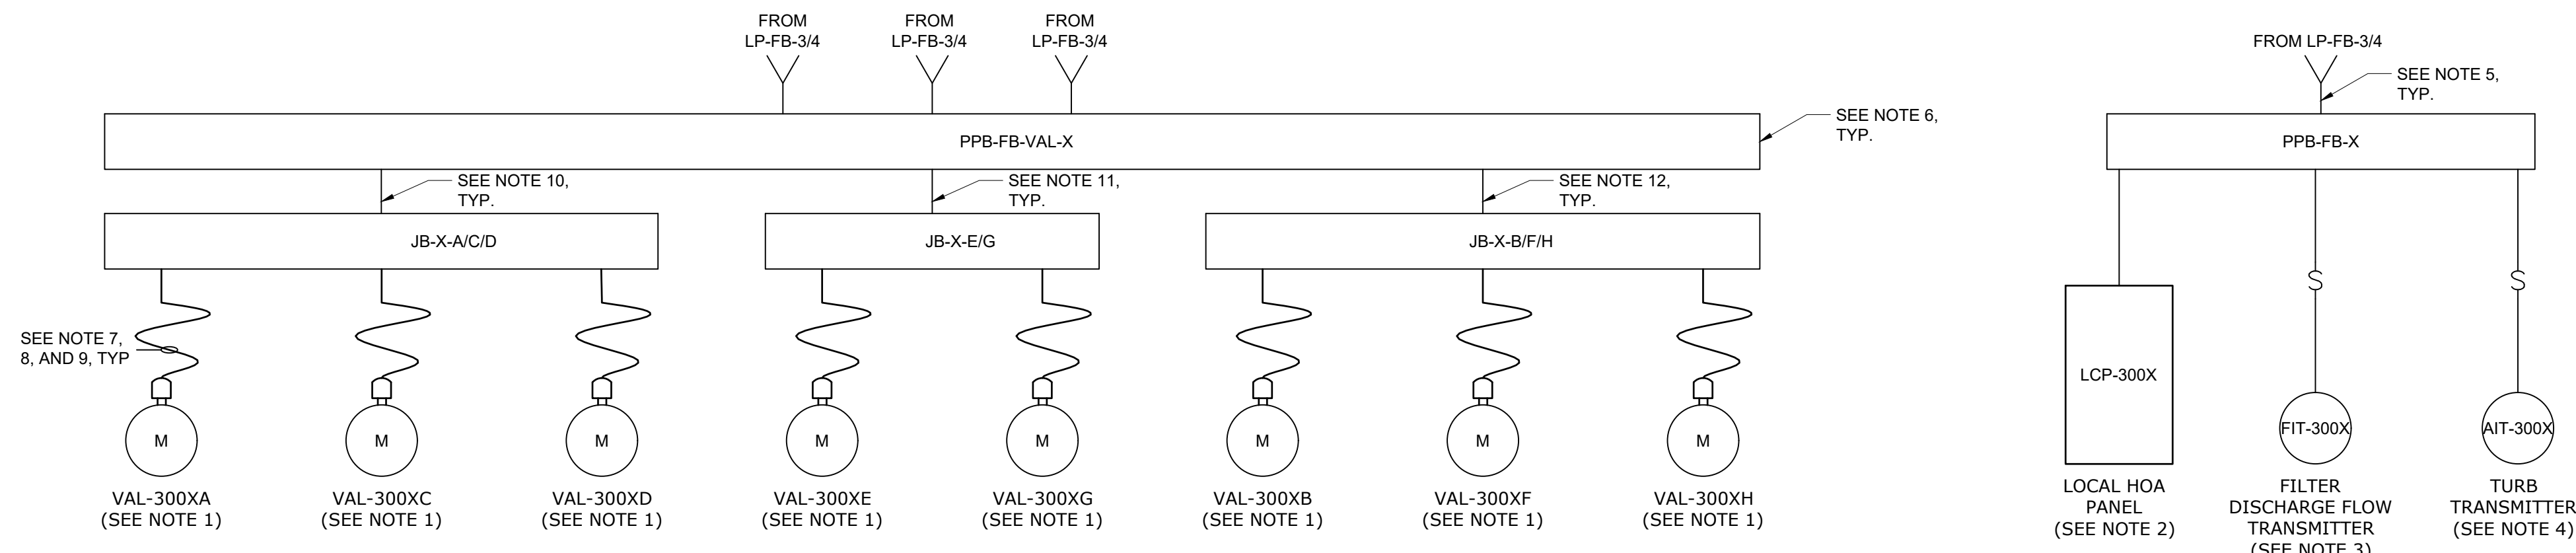 FROM
LP-FB-3/4
FROM
LP-FB-3/4
FROM
LP-FB-3/4
FROM LP-FB-3/4
SEE NOTE 5,
TYP.
PPB-FB-VAL-X
SEE NOTE 6,
TYP.
PPB-FB-X
SEE NOTE 10,
TYP.
SEE NOTE 11,
TYP.
SEE NOTE 12,
TYP.
JB-X-A/C/D
JB-X-E/G
JB-X-B/F/H
SEE NOTE 7,
8, AND 9, TYP
M
M
M
M
M
M
M
M
LCP-300X
FIT-300X
AIT-300X
VAL-300XA
(SEE NOTE 1)
VAL-300XC
(SEE NOTE 1)
VAL-300XD
(SEE NOTE 1)
VAL-300XE
(SEE NOTE 1)
VAL-300XG
(SEE NOTE 1)
VAL-300XB
(SEE NOTE 1)
VAL-300XF
(SEE NOTE 1)
VAL-300XH
(SEE NOTE 1)
LOCAL HOA
PANEL
(SEE NOTE 2)
FILTER
DISCHARGE FLOW
TRANSMITTER
(SEE NOTE 3)
TURB
TRANSMITTER
(SEE NOTE 4)
S
S